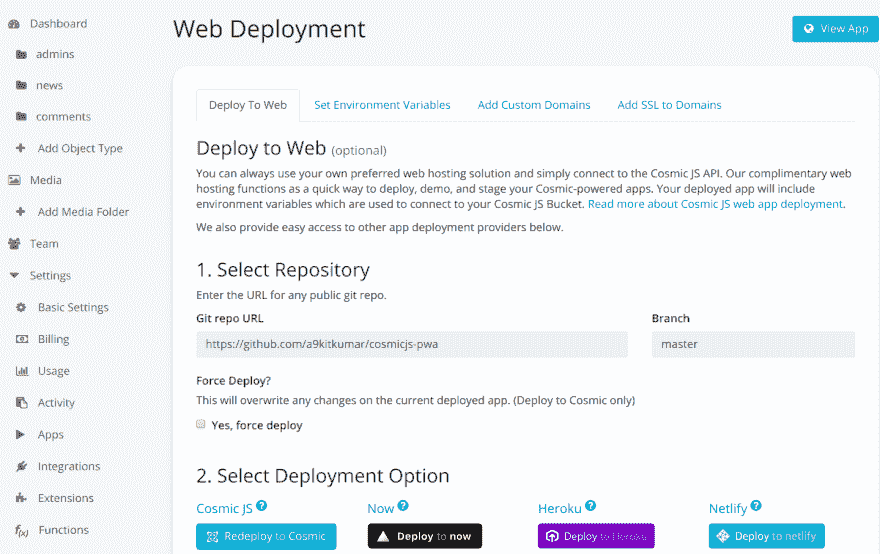 Dashboard
admins
news
comments
Add Object Type
Media
Add Media Folder
Team
Settings
Basic Settings
Billing
Usage
Activity
Apps
Integrations
Extensions
f(x) Functions
Web Deployment
View App
Deploy To Web
Set Environment Variables
Add Custom Domains
Add SSL to Domains
Deploy to Web (optional)
You can always use your own preferred web hosting solution and simply connect to the Cosmic JS API. Our complimentary web
hosting functions as a quick way to deploy, demo, and stage your Cosmic-powered apps. Your deployed app will include
environment variables which are used to connect to your Cosmic JS Bucket. Read more about Cosmic JS web app deployment.
We also provide easy access to other app deployment providers below.
1. Select Repository
Enter the URL for any public git repo.
Git repo URL
https://github.com/a9kitkumar/cosmicjs-pwa
Branch
master
Force Deploy?
This will overwrite any changes on the current deployed app. (Deploy to Cosmic only)
Yes, force deploy
2. Select Deployment Option
Cosmic JS ?
Redeploy to Cosmic
Now ?
Deploy to now
Heroku ?
Deploy to Heroku
Netlify ?
Deploy to netlify